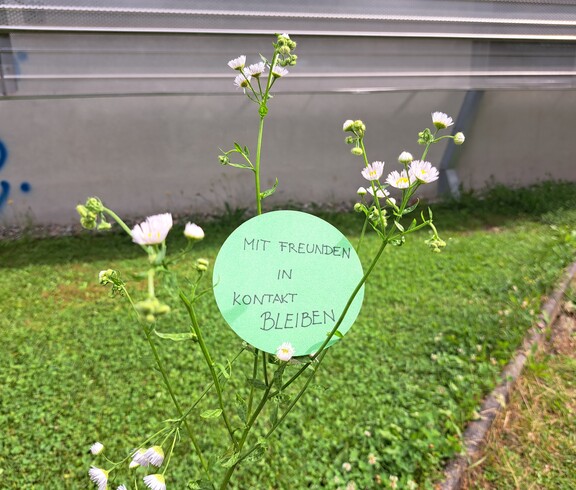 MIT FREUNDEN
IN
KONTAKT
BLEIBEN